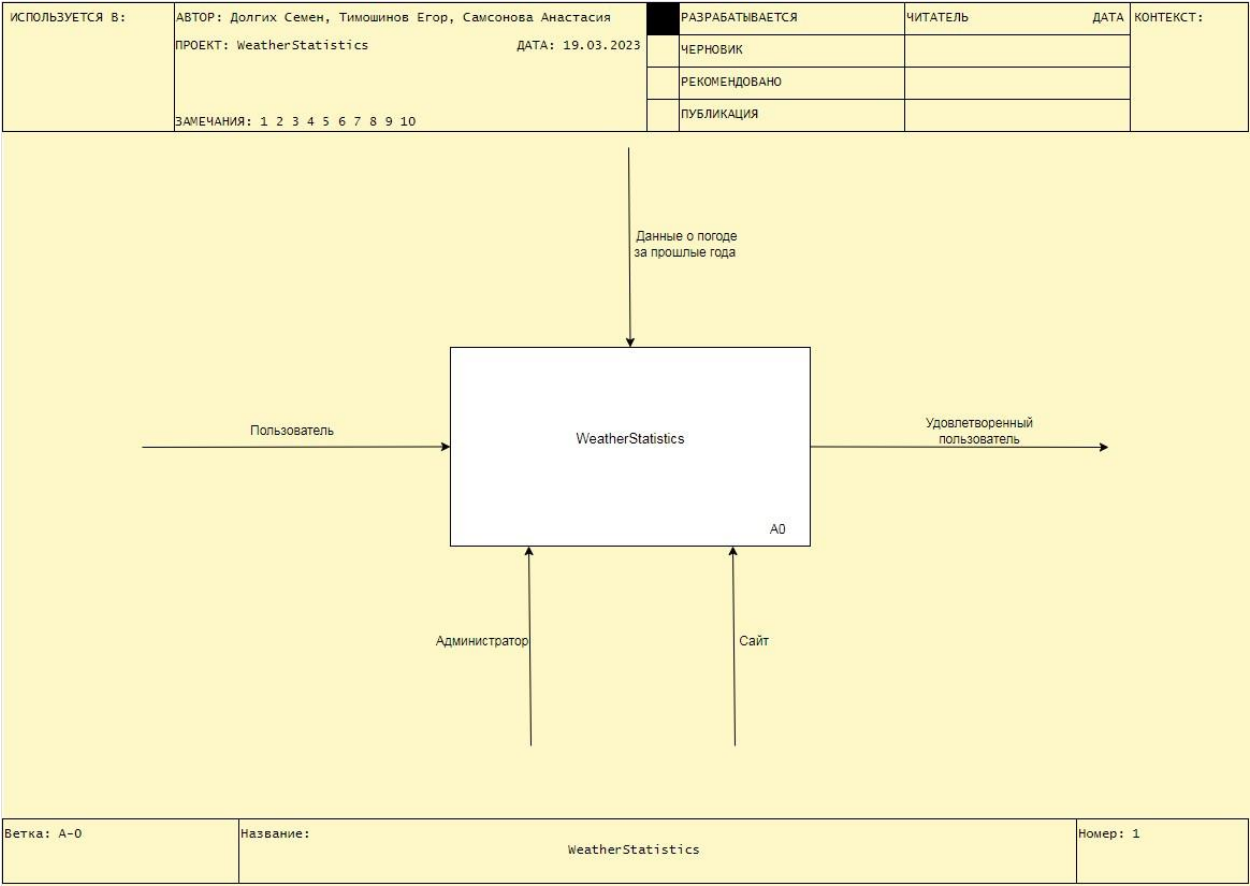 ИСПОЛЬЗУЕТСЯ В:
АВТОР: Долгих Семен, Тимошинов Егор, Самсонова Анастасия
ПРОЕКТ: WeatherStatistics
ДАТА: 19.03.2023
ЗАМЕЧАНИЯ: 1 2 3 4 5 6 7 8 9 10
РАЗРАБАТЫВАЕТСЯ
ЧЕРНОВИК
РЕКОМЕНДОВАНО
ПУБЛИКАЦИЯ
ЧИТАТЕЛЬ
ДАТА
КОНТЕКСТ:
Данные о погоде
за прошлые года
Пользователь
WeatherStatistics
A0
Удовлетворенный
пользователь
Администратор
Сайт
Ветка: A-0
Название:
WeatherStatistics
Номер: 1